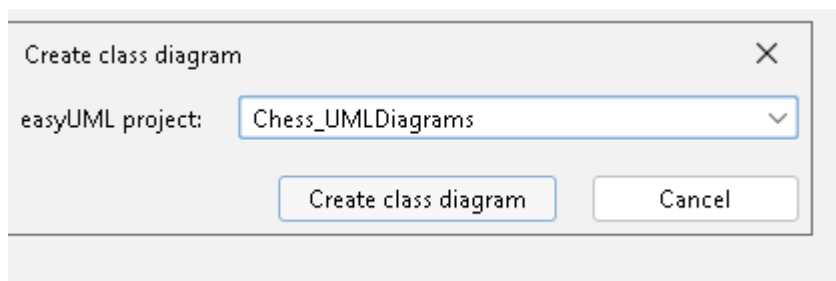 Create class diagram
easyUML project: Chess_UMLDiagrams
Create class diagram Cancel